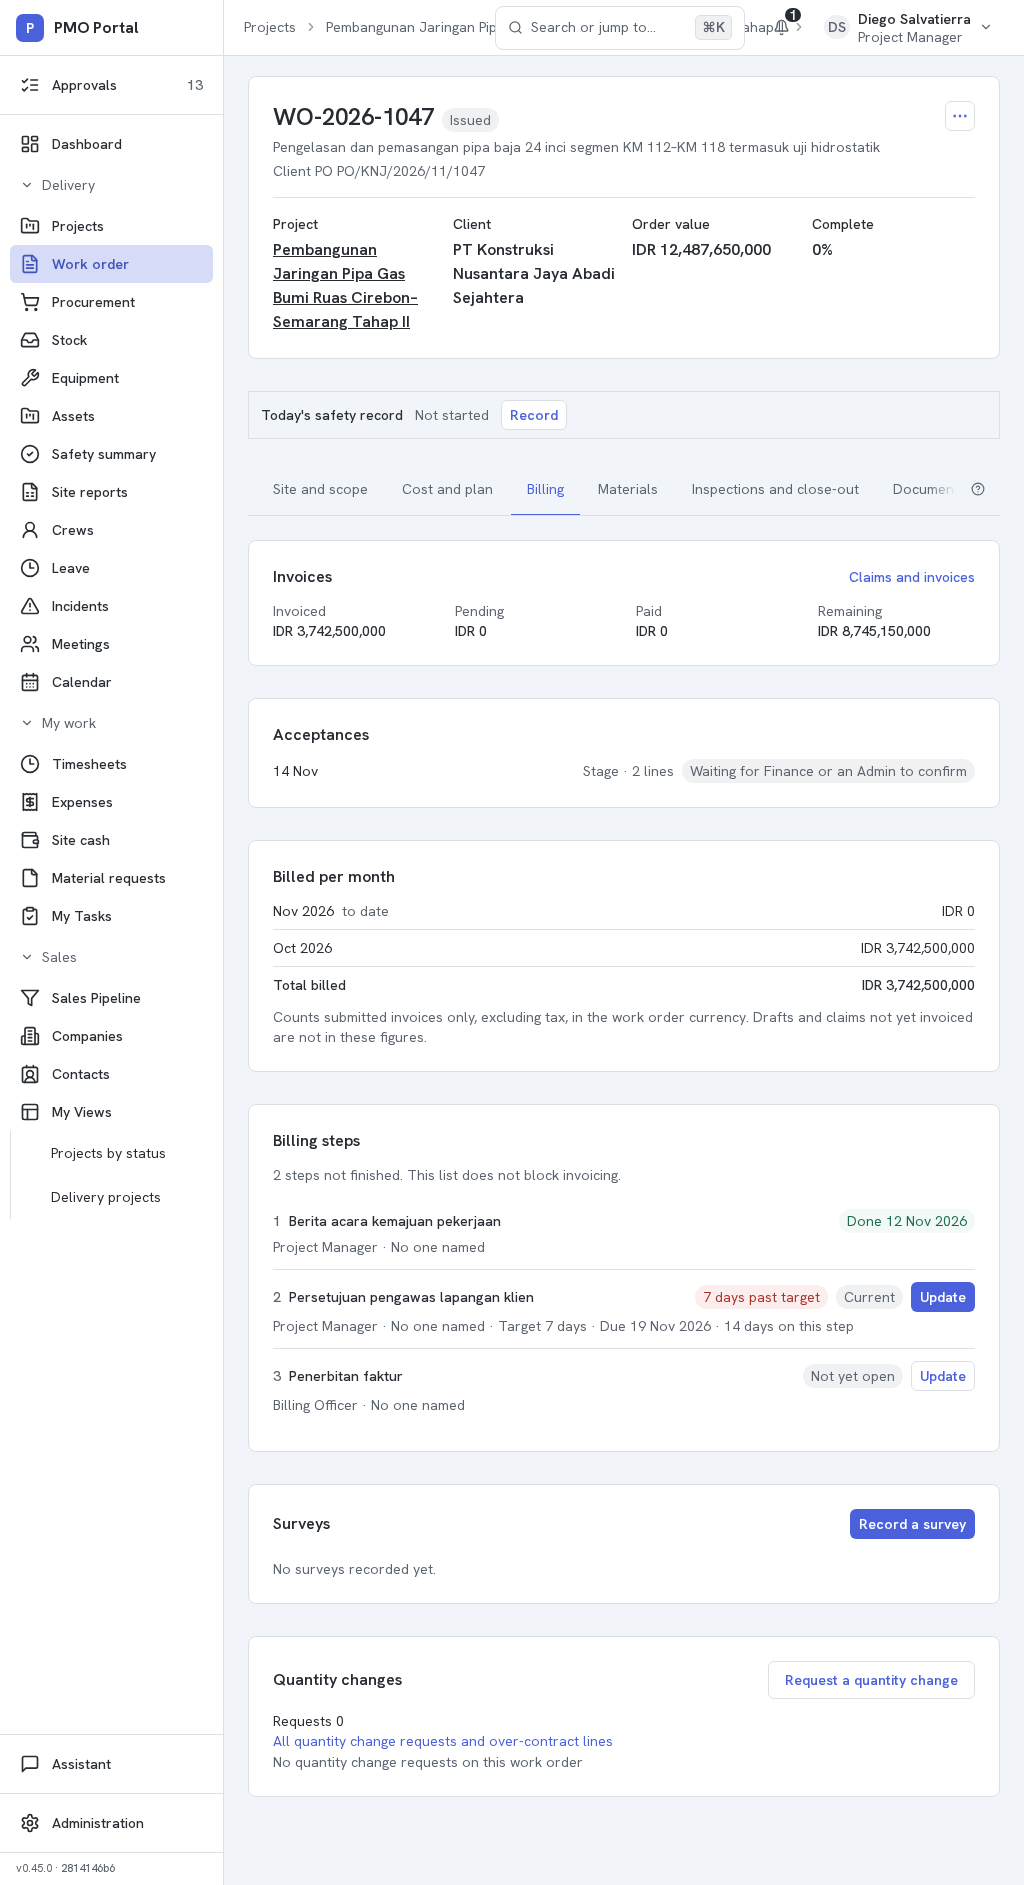 P PMO Portal
Projects
Pembangunan Jaringan Pip
Search or jump to...
⌘K
ahap
1
DS
Diego Salvatierra
Project Manager
Approvals 13
Dashboard
Delivery
Projects
Work order
Procurement
Stock
Equipment
Assets
Safety summary
Site reports
Crews
Leave
Incidents
Meetings
Calendar
My work
Timesheets
Expenses
Site cash
Material requests
My Tasks
Sales
Sales Pipeline
Companies
Contacts
My Views
Projects by status
Delivery projects
Assistant
Administration
v0.45.0 · 2814146b6
WO-2026-1047 Issued
Pengelasan dan pemasangan pipa baja 24 inci segmen KM 112–KM 118 termasuk uji hidrostatik
Client PO PO/KNJ/2026/11/1047
Project
Pembangunan
Jaringan Pipa Gas
Bumi Ruas Cirebon–
Semarang Tahap II
Client
PT Konstruksi
Nusantara Jaya Abadi
Sejahtera
Order value
IDR 12,487,650,000
Complete
0%
Today's safety record Not started Record
Site and scope Cost and plan Billing Materials Inspections and close-out Documen
Invoices Claims and invoices
Invoiced Pending Paid Remaining
IDR 3,742,500,000 IDR 0 IDR 0 IDR 8,745,150,000
Acceptances
14 Nov Stage · 2 lines Waiting for Finance or an Admin to confirm
Billed per month
Nov 2026 to date IDR 0
Oct 2026 IDR 3,742,500,000
Total billed IDR 3,742,500,000
Counts submitted invoices only, excluding tax, in the work order currency. Drafts and claims not yet invoiced
are not in these figures.
Billing steps
2 steps not finished. This list does not block invoicing.
1 Berita acara kemajuan pekerjaan Done 12 Nov 2026
Project Manager · No one named
2 Persetujuan pengawas lapangan klien 7 days past target Current Update
Project Manager · No one named · Target 7 days · Due 19 Nov 2026 · 14 days on this step
3 Penerbitan faktur Not yet open Update
Billing Officer · No one named
Surveys Record a survey
No surveys recorded yet.
Quantity changes Request a quantity change
Requests 0
All quantity change requests and over-contract lines
No quantity change requests on this work order